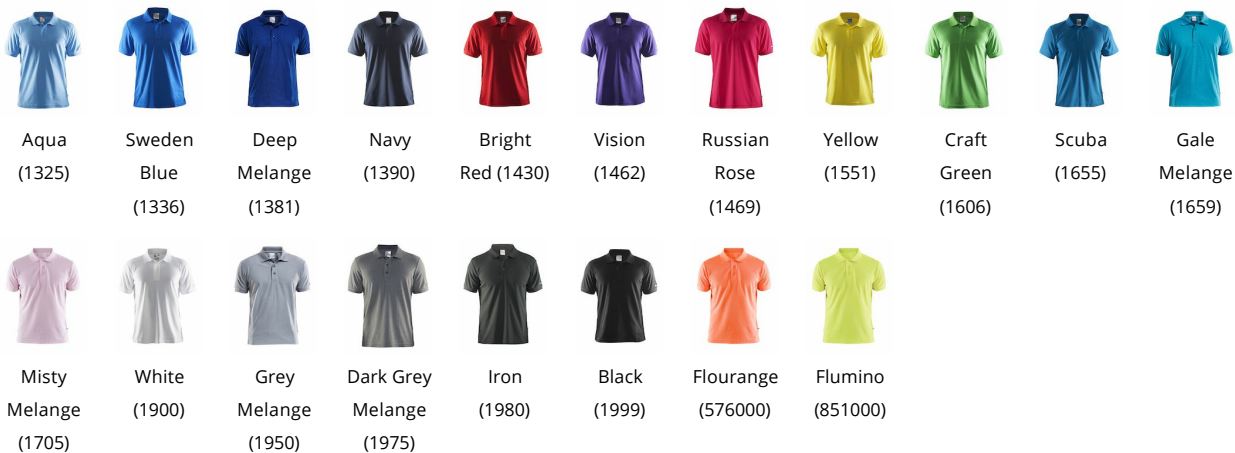 Aqua
(1325)
Sweden
Blue
(1336)
Deep
Melange
(1381)
Navy
(1390)
Bright
Red (1430)
Vision
(1462)
Russian
Rose
(1469)
Yellow
(1551)
Craft
Green
(1606)
Scuba
(1655)
Gale
Melange
(1659)
Misty
Melange
(1705)
White
(1900)
Grey
Melange
(1950)
Dark Grey
Melange
(1975)
Iron
(1980)
Black
(1999)
Flourange
(576000)
Flumino
(851000)